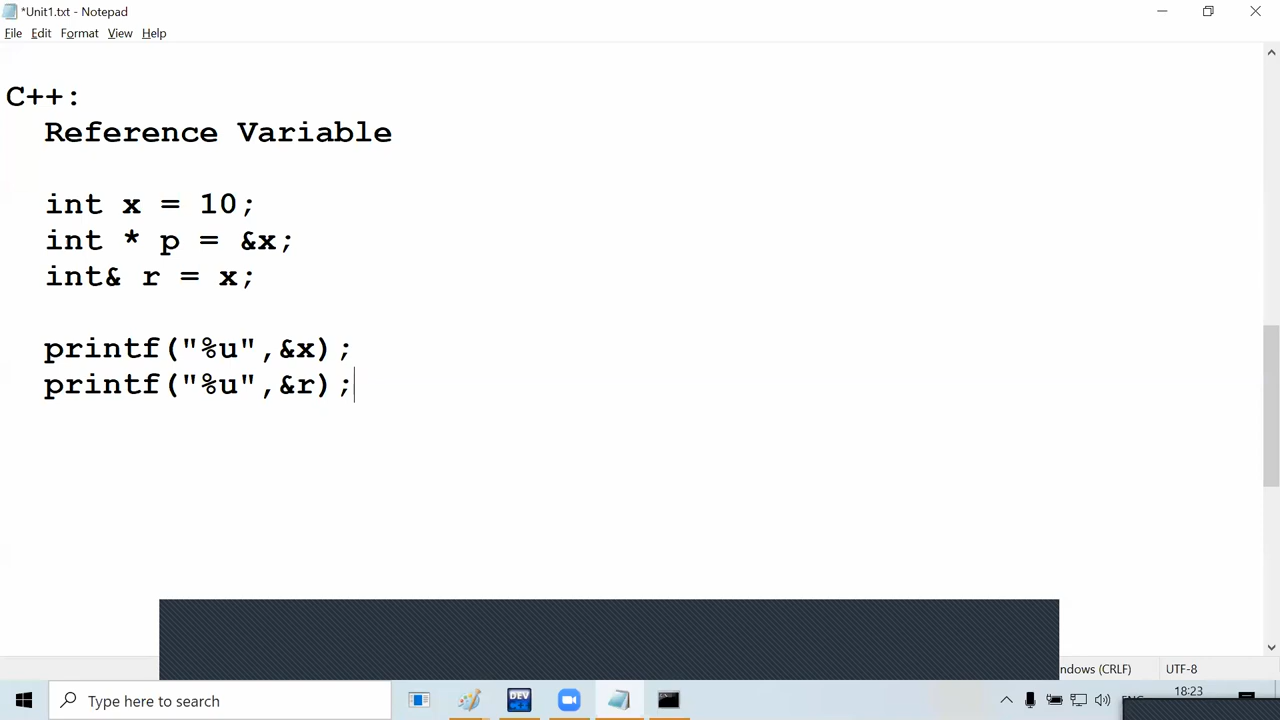 *Unit1.txt - Notepad
File Edit Format View Help
C++:
Reference Variable
int x = 10;
int * p = &x;
int& r = x;
printf("%u",&x);
printf("%u",&r);
ndows (CRLF) UTF-8
Type here to search
DEV
18:23